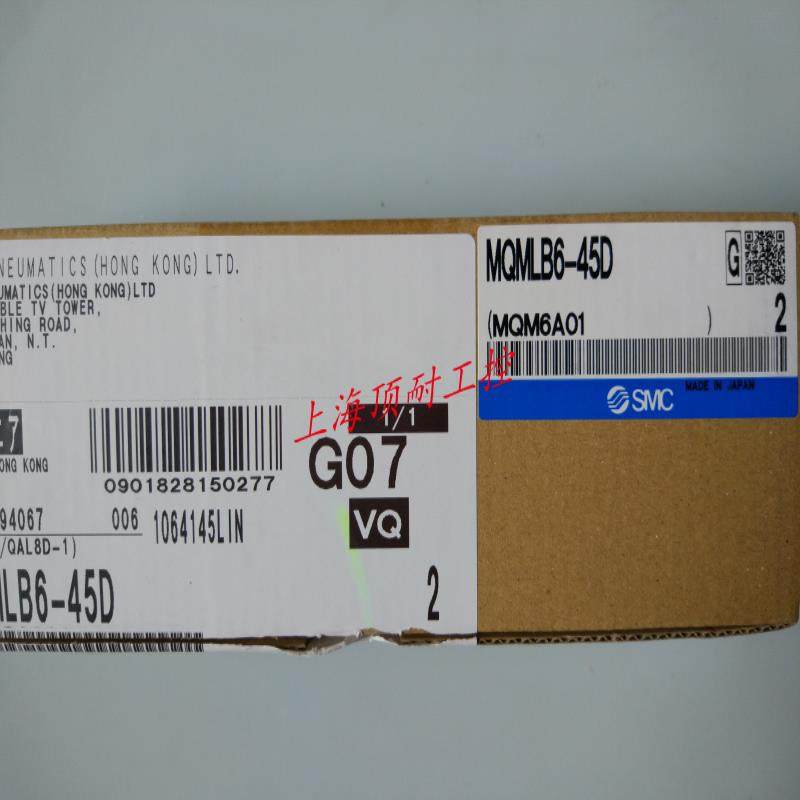 NEUMATICS(HONG KONG)LTD.
UMATICS(HONG KONG)LTD
BLE TV TOWER,
HING ROAD,
AN, N.T.
NG
7
ONG KONG
0901828150277
1/1
G07
94067 006 1064145LIN
/QAL8D-1)
VQ
LB6-45D 2
MQMLB6-45D G
(MQM6A01 ) 2
MADE IN JAPAN
SMC
上海顶耐工控